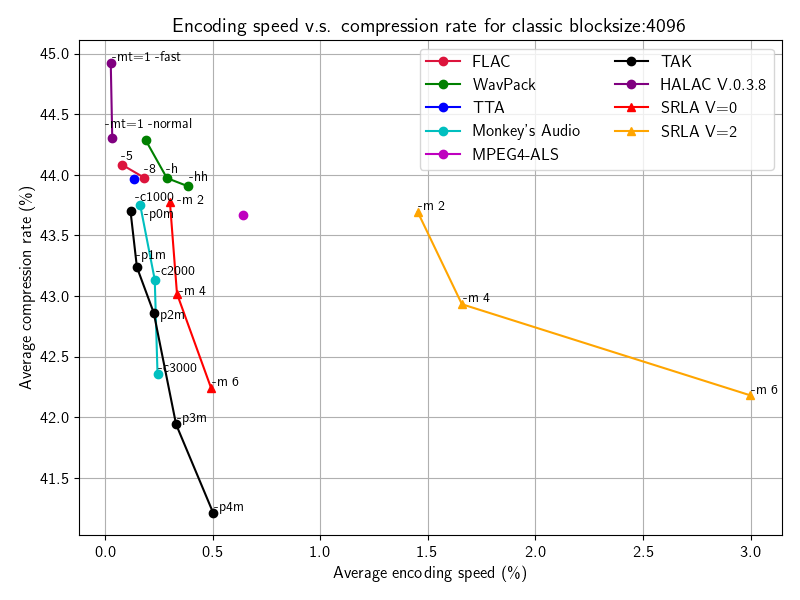 Encoding speed v.s. compression rate for classic blocksize:4096
FLAC
WavPack
TTA
Monkey's Audio
MPEG4-ALS
TAK
HALAC V.0.3.8
SRLA V=0
SRLA V=2
-mt=1 -fast
-mt=1 -normal
-5
-8
-h
-hh
-c1000
-m 2
-p0m
-m 2
-p1m
-c2000
-m 4
-m 4
-p2m
-c3000
-m 6
-m 6
-p3m
-p4m
45.0
44.5
44.0
43.5
43.0
42.5
42.0
41.5
Average compression rate (%)
0.0 0.5 1.0 1.5 2.0 2.5 3.0
Average encoding speed (%)